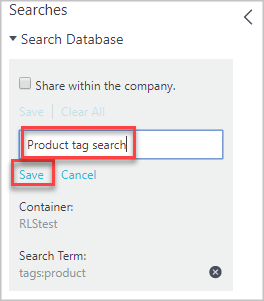 Searches
Search Database
Share within the company.
Save | Clear All
Product tag search
Save Cancel
Container:
RLStest
Search Term:
tags:product